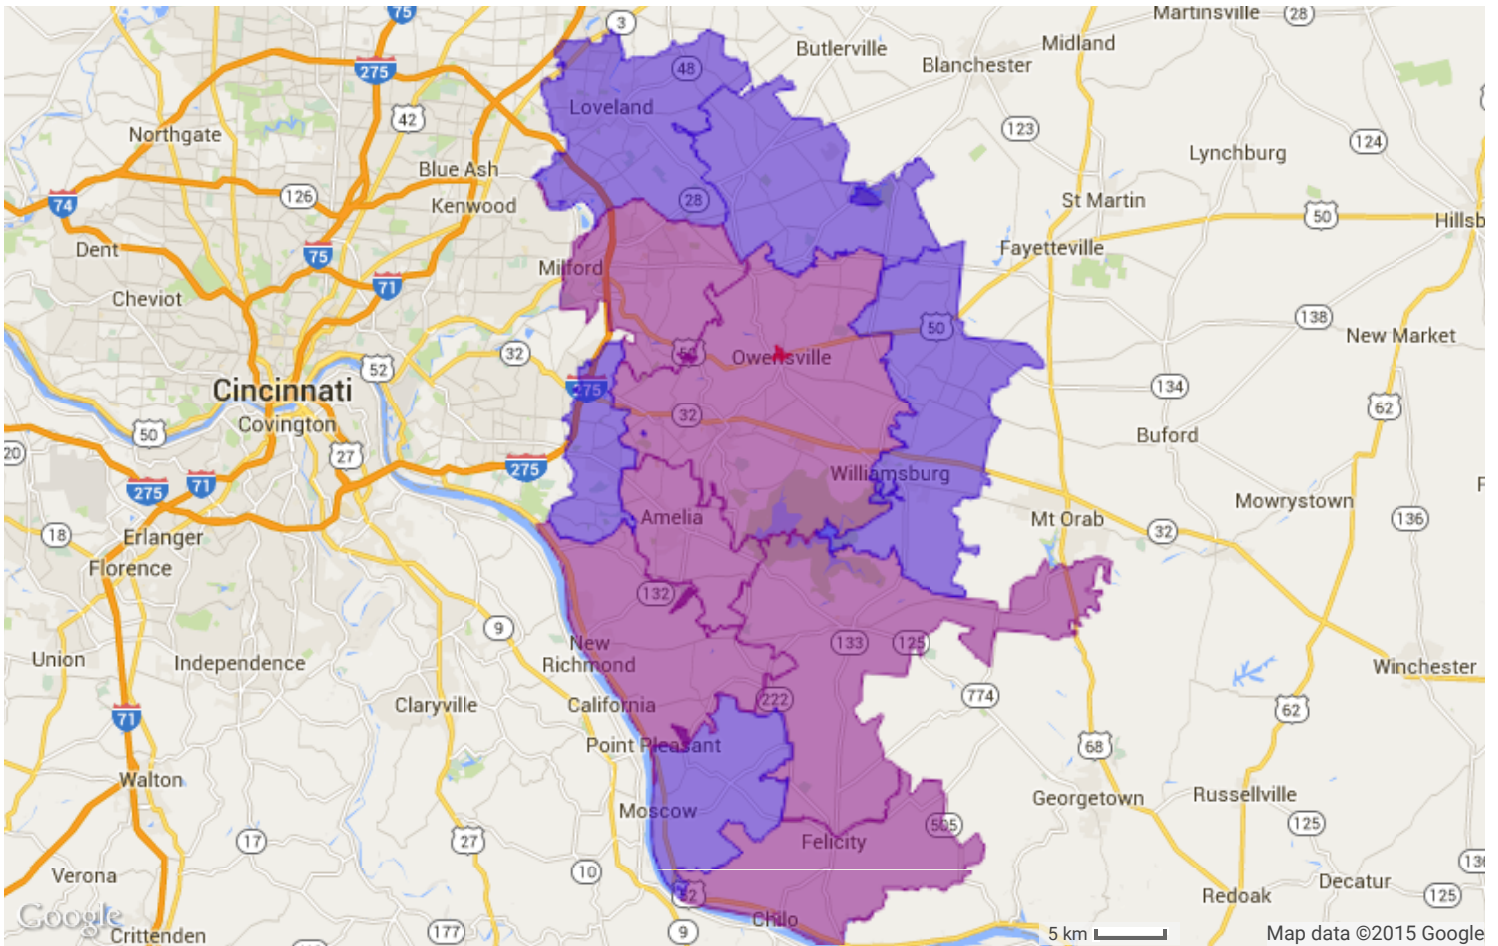 75
3
Martinsville
28
Butlerville
Midland
Blanchester
275
48
Loveland
42
Northgate
123
124
Lynchburg
Blue Ash
74
126
Kenwood
28
St Martin
50
Hillsb
Dent
75
Fayetteville
Milford
71
Cheviot
138
New Market
50
32
50
Owensville
52
Cincinnati
275
134
62
Covington
32
50
20
27
Buford
275
Williamsburg
275
71
Mowrystown
Amelia
Mt Orab
136
18
Erlanger
32
Florence
132
9
New
Richmond
133
125
Union
Independence
Winchester
774
222
California
Claryville
62
71
Point Pleasant
68
Walton
Moscow
Georgetown
Russellville
505
125
17
27
Felicity
136
Verona
10
Decatur
52
Redoak
125
Google
Chilo
Crittenden
177
9
5 km
Map data ©2015 Google